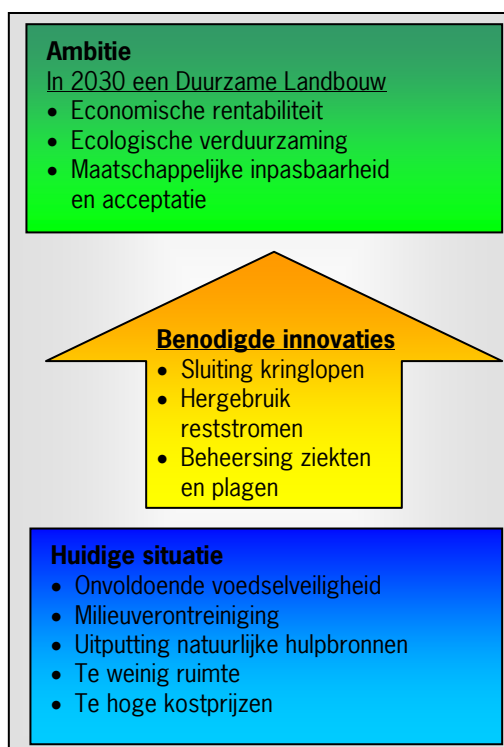 Ambitie
In 2030 een Duurzame Landbouw
• Economische rentabiliteit
• Ecologische verduurzaming
• Maatschappelijke inpasbaarheid
en acceptatie
Benodigde innovaties
• Sluiting kringlopen
• Hergebruik
reststromen
• Beheersing ziekten
en plagen
Huidige situatie
• Onvoldoende voedselveiligheid
• Milieuverontreiniging
• Uitputting natuurlijke hulpbronnen
• Te weinig ruimte
• Te hoge kostprijzen